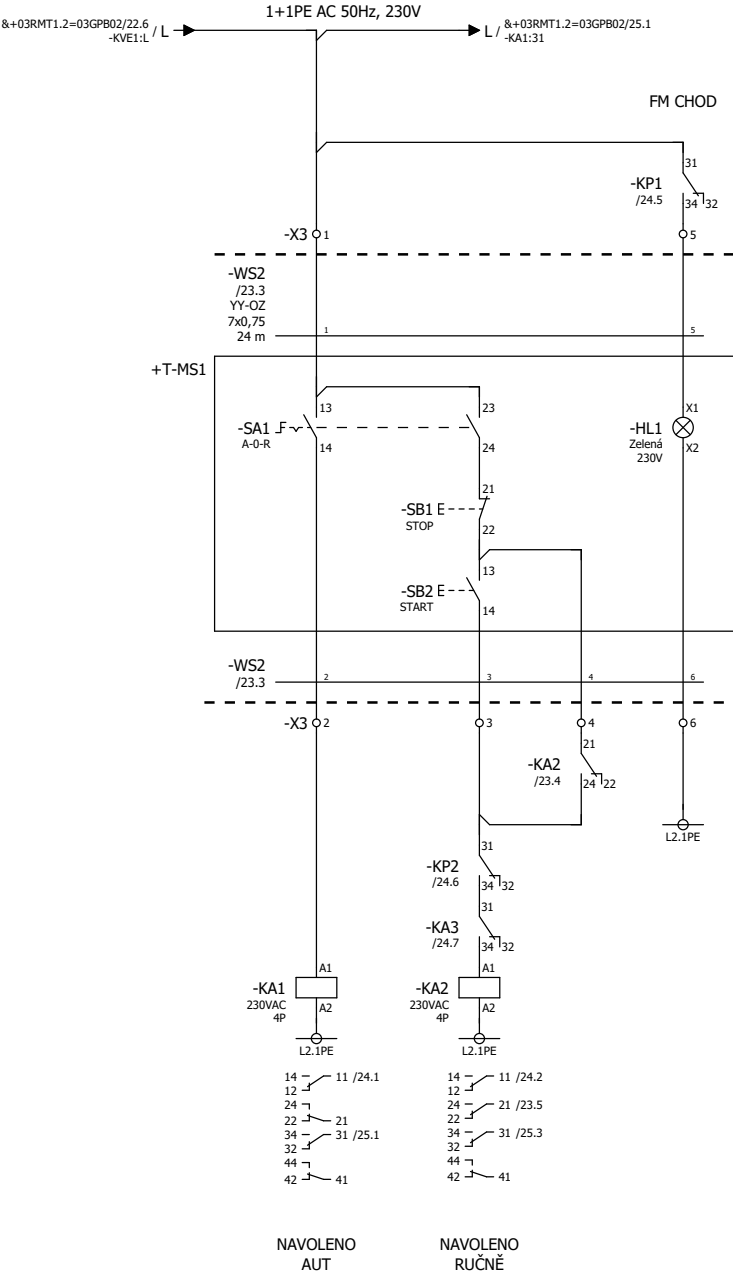 1+1PE AC 50Hz, 230V
&+03RMT1.2=03GPB02/22.6
-KVE1:L
/ L
L /
&+03RMT1.2=03GPB02/25.1
-KA1:31
FM CHOD
31
-KP1
/24.5
34 32
-X3 1
5
-WS2
/23.3
YY-OZ
7x0,75
24 m
1
5
+T-MS1
13
23
X1
-SA1
A-0-R
-HL1
Zelená
230V
14
24
X2
21
-SB1
STOP
22
13
-SB2
START
14
-WS2
/23.3
2
3
4
6
-X3 2
3
4
6
21
-KA2
/23.4
24 22
L2.1PE
31
-KP2
/24.6
34 32
31
-KA3
/24.7
34 32
A1
A1
-KA1
230VAC
4P
-KA2
230VAC
4P
A2
A2
L2.1PE
L2.1PE
14
11 /24.1
12
24
22
21
34
31 /25.1
32
44
42
41
14
11 /24.2
12
24
21 /23.5
22
34
31 /25.3
32
44
42
41
NAVOLENO
AUT
NAVOLENO
RUČNĚ